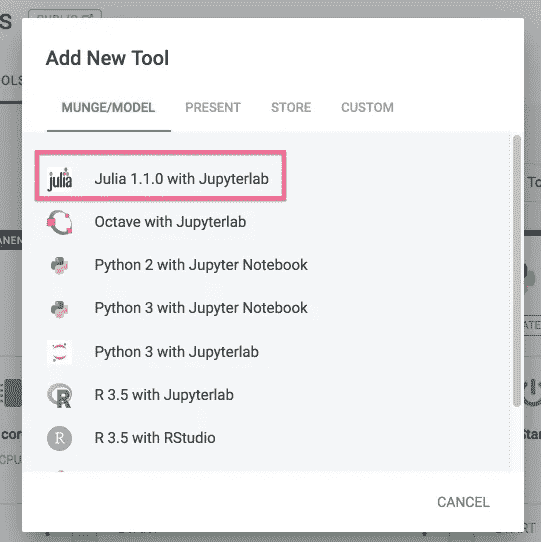 S PUBLIC
OLS
Add New Tool
MUNGE/MODEL PRESENT STORE CUSTOM
julia Julia 1.1.0 with Jupyterlab
To
Octave with Jupyterlab
ANEN
Python 2 with Jupyter Notebook
Python 3 with Jupyter Notebook
ATE
Python 3 with Jupyterlab
R R 3.5 with Jupyterlab
cor
CPU
R R 3.5 with RStudio
Star
CANCEL
START